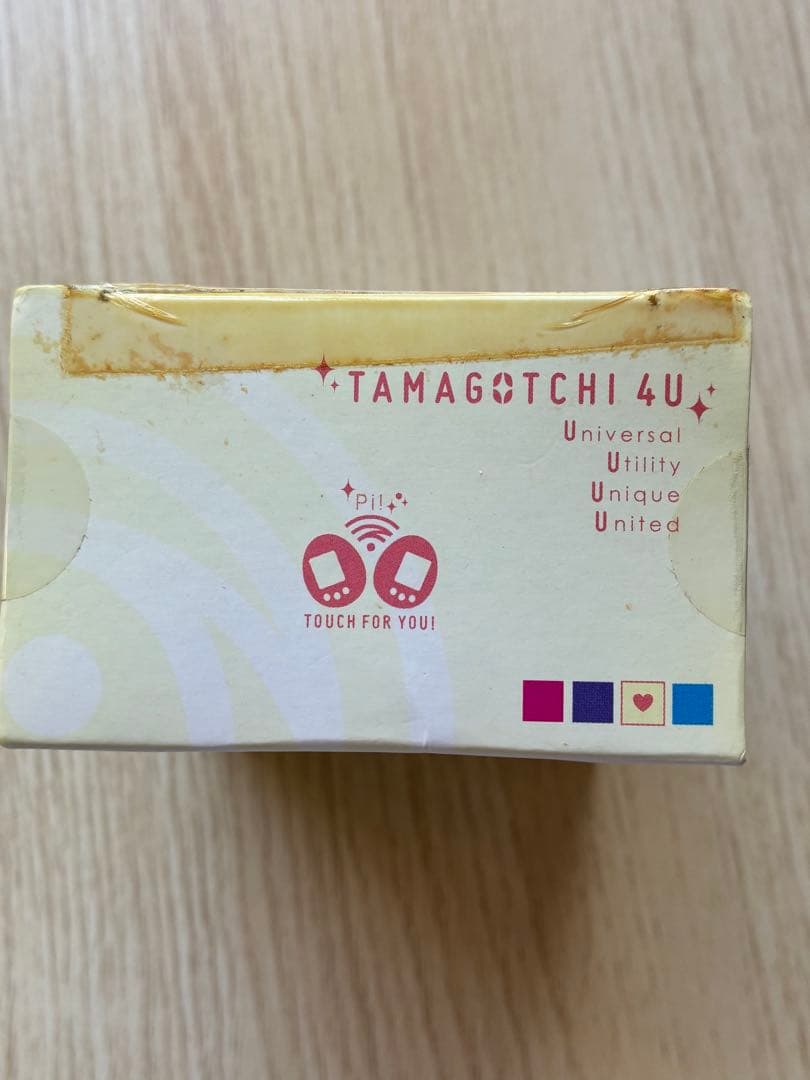 TAMAGOTCHI 4U
Universal
Utility
Unique
United
Pi!
TOUCH FOR YOU!